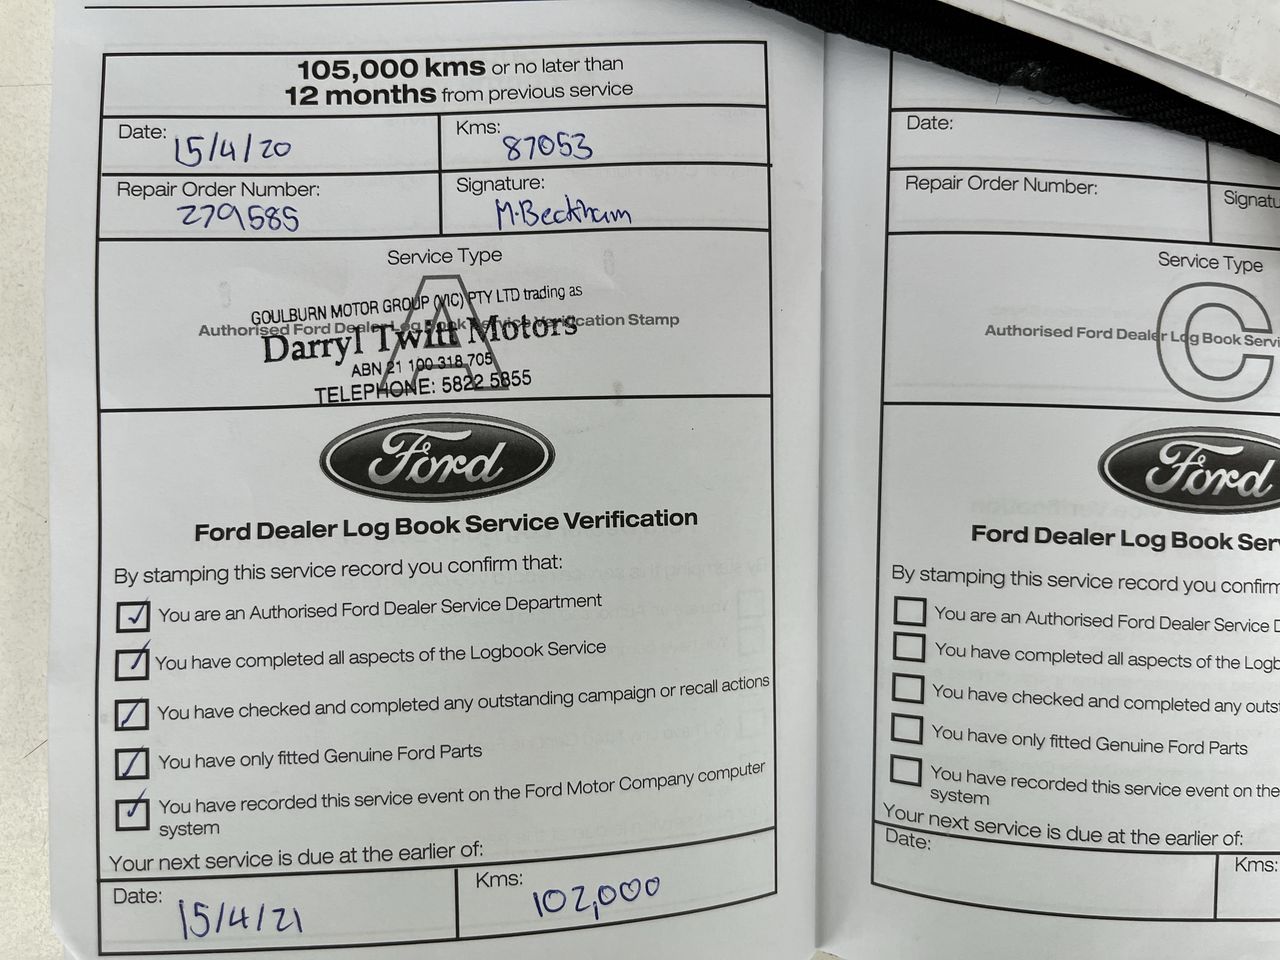 105,000 kms or no later than
12 months from previous service
Date: 15/4/20
Kms: 87053
Repair Order Number: 279585
Signature: M.Beckham
Service Type
A
GOULBURN MOTOR GROUP (VIC) PTY LTD trading as
Authorised Ford Dealer Log Book Service Verification Stamp
Darryl Twitt Motors
ABN 21 100 318 705
TELEPHONE: 5822 5855
Ford
Ford Dealer Log Book Service Verification
By stamping this service record you confirm that:
You are an Authorised Ford Dealer Service Department
You have completed all aspects of the Logbook Service
You have checked and completed any outstanding campaign or recall actions
You have only fitted Genuine Ford Parts
You have recorded this service event on the Ford Motor Company computer
system
Your next service is due at the earlier of:
Date: 15/4/21
Kms: 102,000
Date:
Repair Order Number:
Signatu
Service Type
C
Authorised Ford Dealer Log Book Servi
Ford
Ford Dealer Log Book Ser
By stamping this service record you confirm
You are an Authorised Ford Dealer Service D
You have completed all aspects of the Logb
You have checked and completed any outs
You have only fitted Genuine Ford Parts
You have recorded this service event on the
system
Your next service is due at the earlier of:
Date:
Kms: